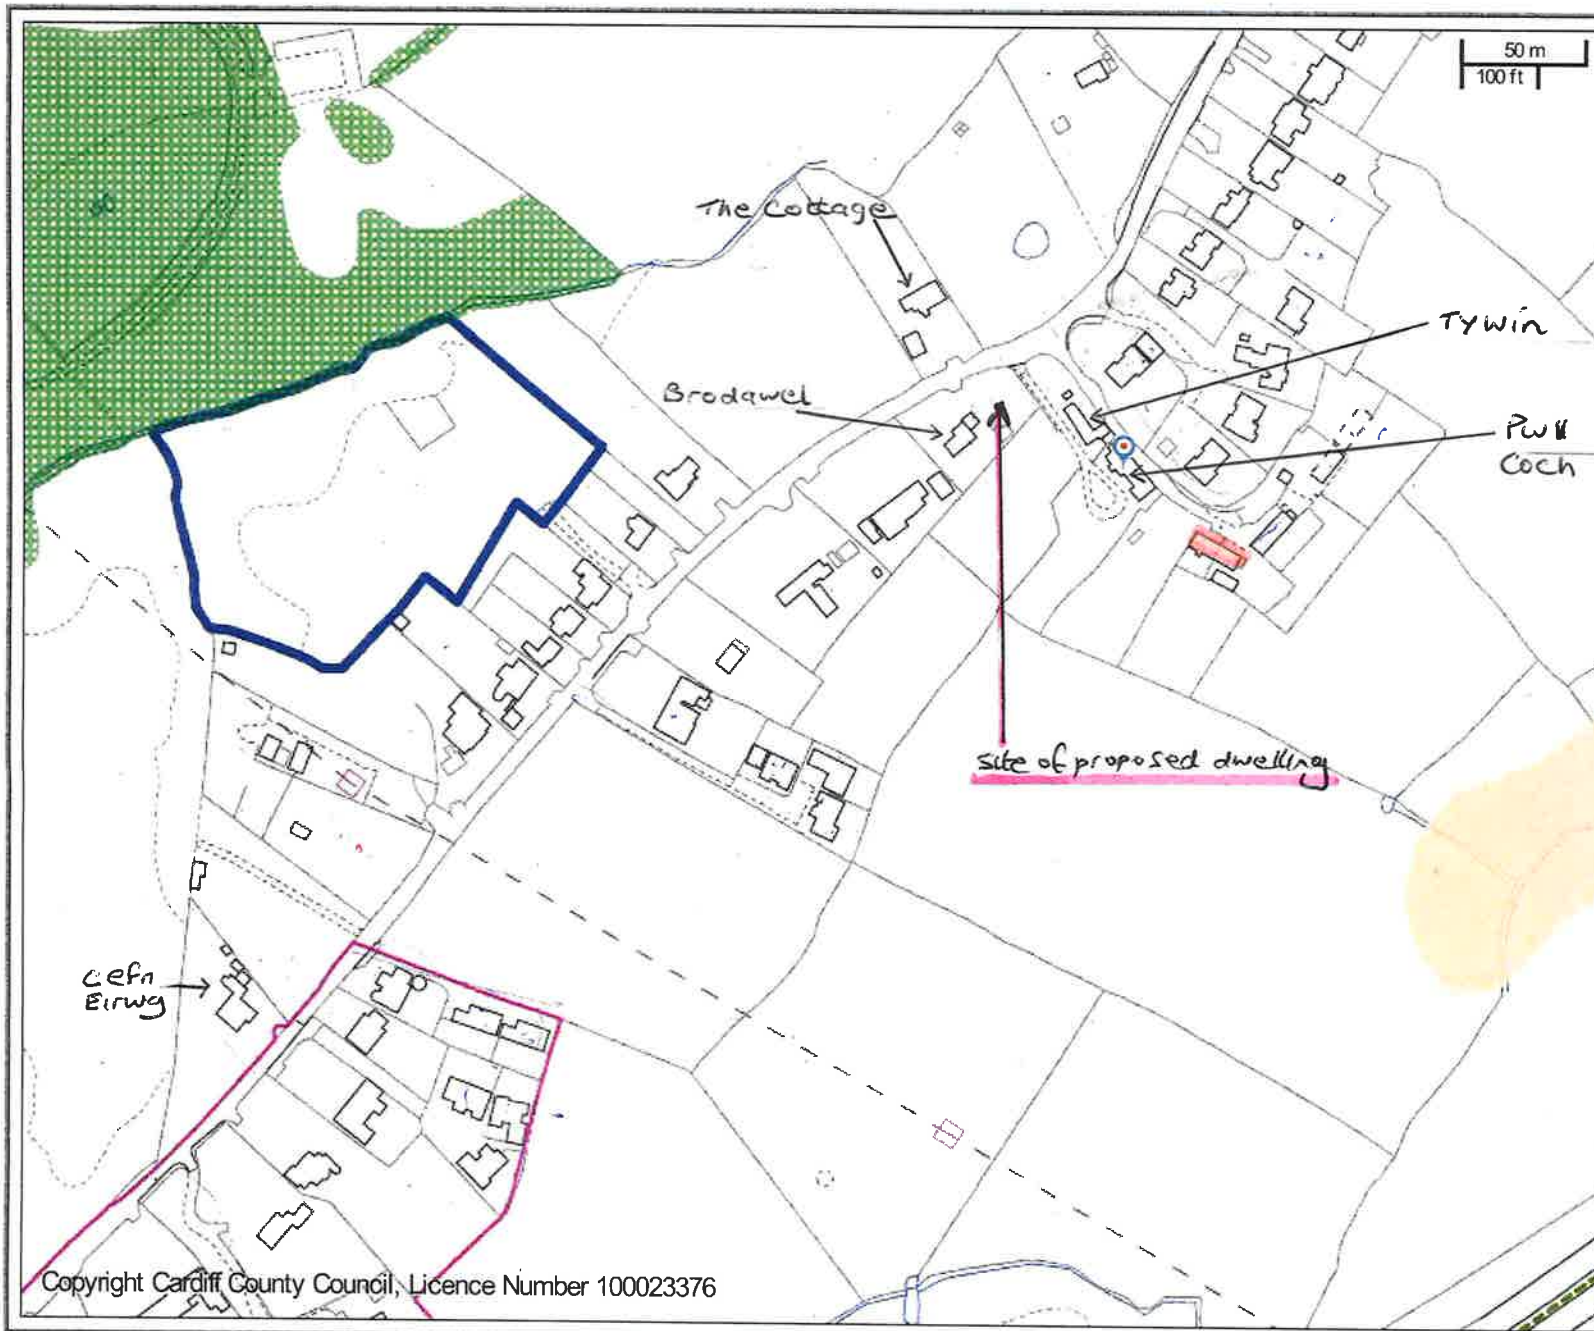 50 m
100 ft
The Cottage
Tywin
Brodawel
Pwll
Coch
site of proposed dwelling
Cefn
Eirwg
Copyright Cardiff County Council, Licence Number 100023376